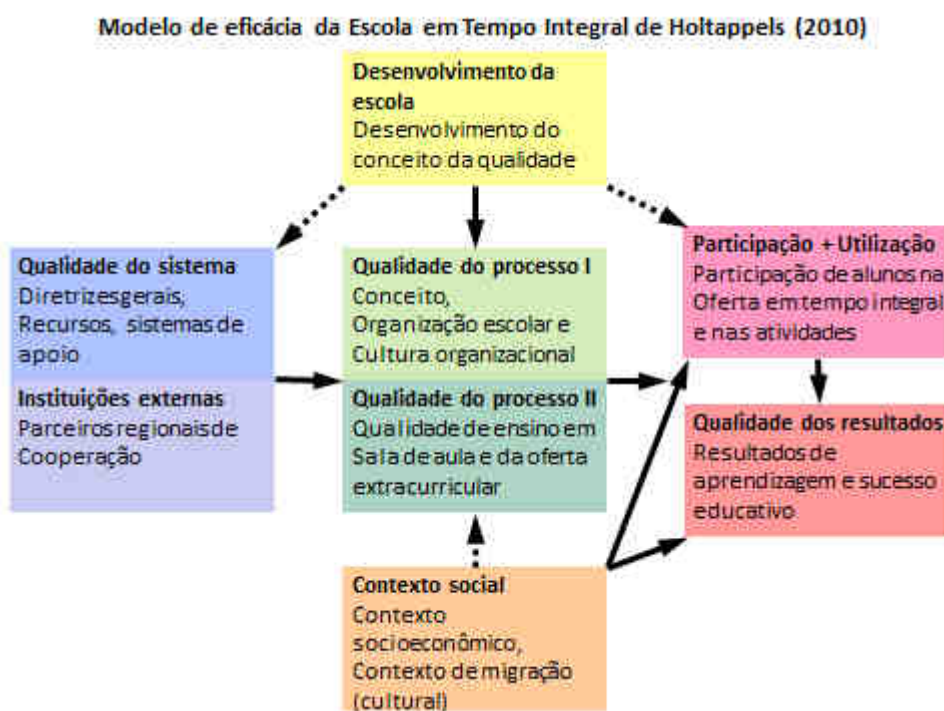 Modelo de eficácia da Escola em Tempo Integral de Holtappels (2010)
Desenvolvimento da
escola
Desenvolvimento do
conceito da qualidade
Qualidade do sistema
Diretrizesgerais,
Recursos, sistemas de
apoio
Instituições externas
Parceiros regionais de
Cooperação
Qualidade do processo I
Conceito,
Organização escolar e
Cultura organizacional
Qualidade do processo II
Qualidade de ensino em
Sala de aula e da oferta
extracurricular
Participação + Utilização
Participação de alunos na
Oferta em tempo integral
e nas atividades
Qualidade dos resultados
Resultados de
aprendizagem e sucesso
educativo
Contexto social
Contexto
socioeconômico,
Contexto de migração
(cultural)